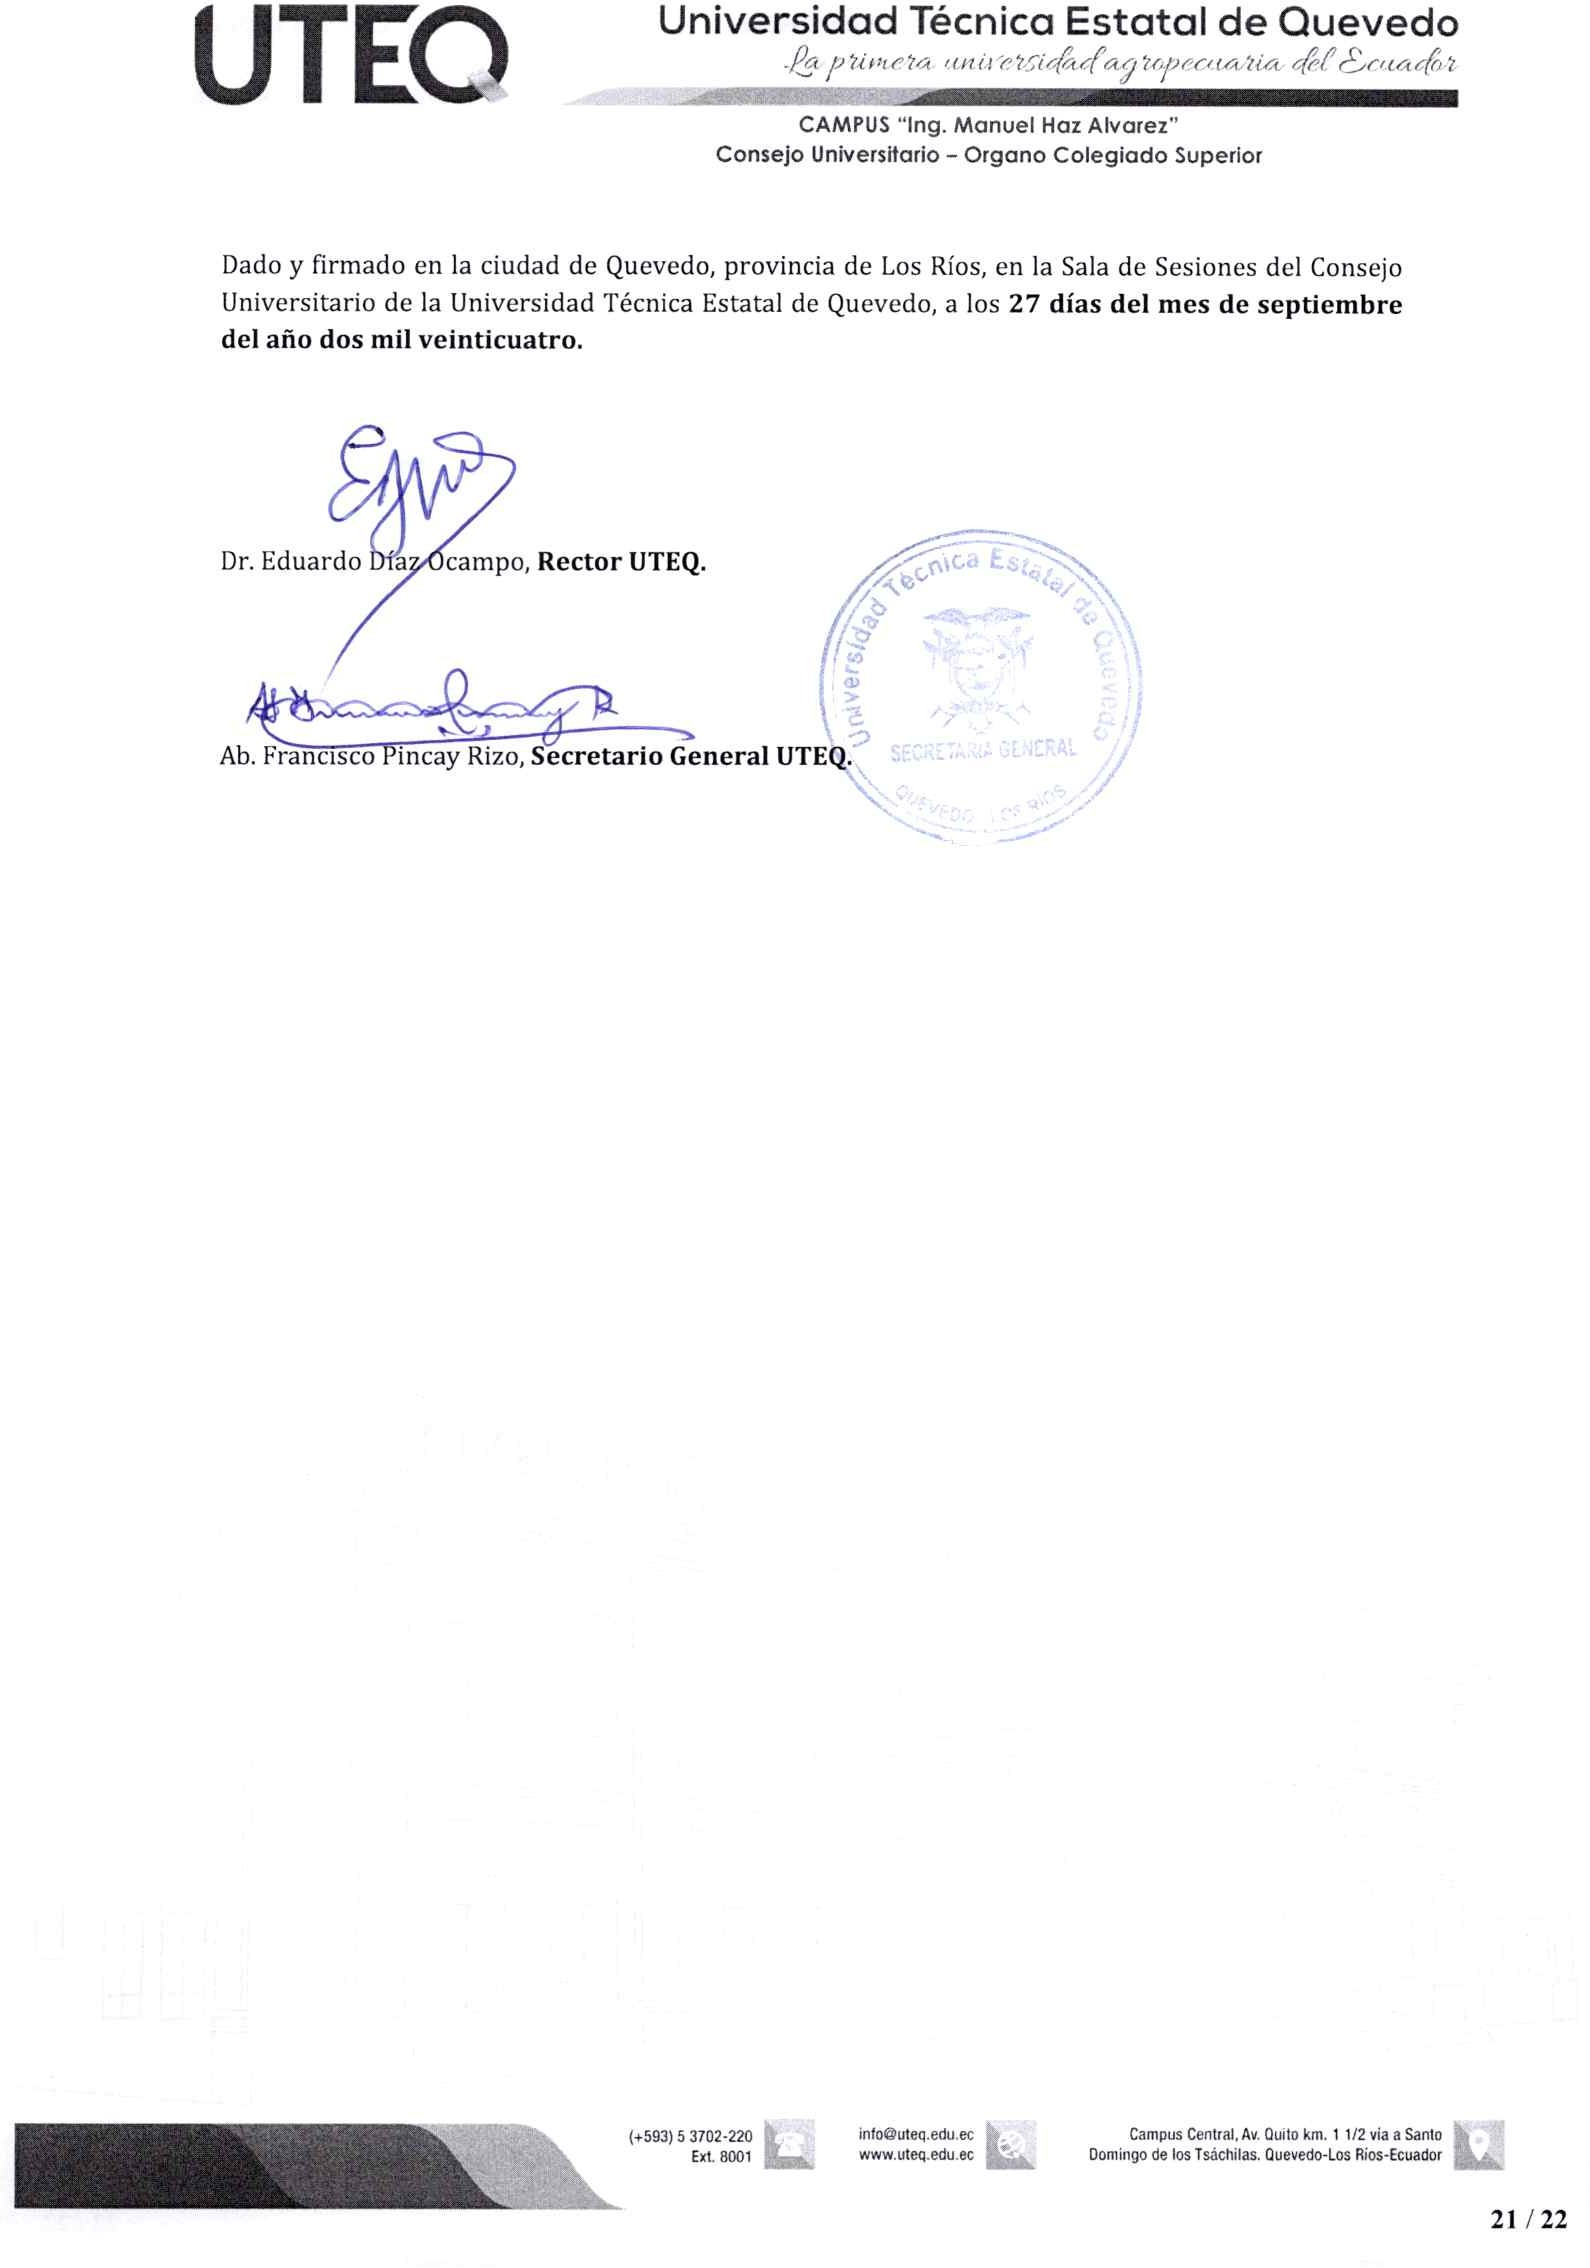 UTEQ
Universidad Técnica Estatal de Quevedo
La primera universidad agropecuaria del Ecuador
CAMPUS “Ing. Manuel Haz Alvarez”
Consejo Universitario – Organo Colegiado Superior
Dado y firmado en la ciudad de Quevedo, provincia de Los Ríos, en la Sala de Sesiones del Consejo
Universitario de la Universidad Técnica Estatal de Quevedo, a los 27 días del mes de septiembre
del año dos mil veinticuatro.
Dr. Eduardo Díaz Ocampo, Rector UTEQ.
Ab. Francisco Pincay Rizo, Secretario General UTEQ.
Universidad Técnica Estatal de Quevedo
SECRETARIA GENERAL
QUEVEDO LOS RIOS
(+593) 5 3702-220
Ext. 8001
info@uteq.edu.ec
www.uteq.edu.ec
Campus Central, Av. Quito km. 1 1/2 vía a Santo
Domingo de los Tsáchilas. Quevedo-Los Ríos-Ecuador
21 / 22